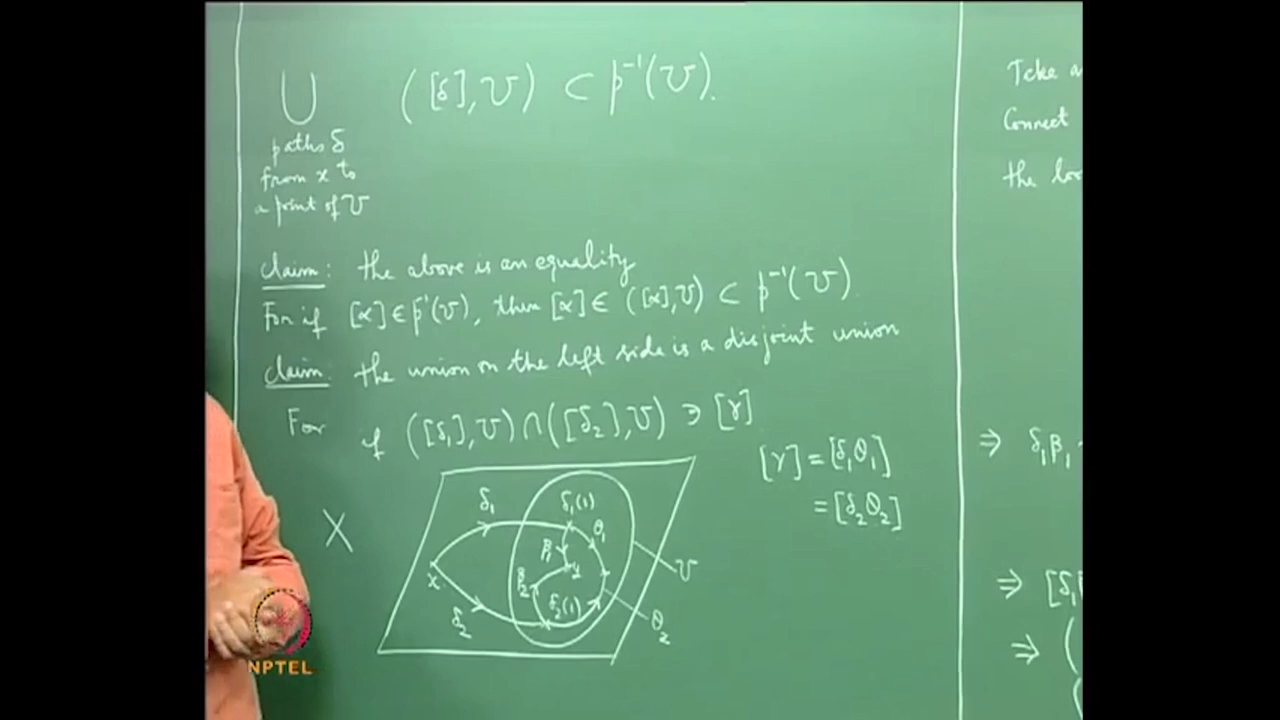 ⋃ ([δ], U) ⊂ p⁻¹(U).
paths δ
from x to
a point of U
claim: the above is an equality
For if [α] ∈ p⁻¹(U), then [α] ∈ ([α], U) ⊂ p⁻¹(U)
claim: the union on the left side is a disjoint union
For if ([δ₁], U) ∩ ([δ₂], U) ∋ [γ]
[γ] = [δ₁θ₁]
= [δ₂θ₂]
X
δ₁
δ₁(1)
θ₁
β₁
x
y
β₂
δ₂(1)
δ₂
U
θ₂
Take a
Connect
the
⇒ δ₁β₁
⇒ [δ₁
⇒ (
NPTEL